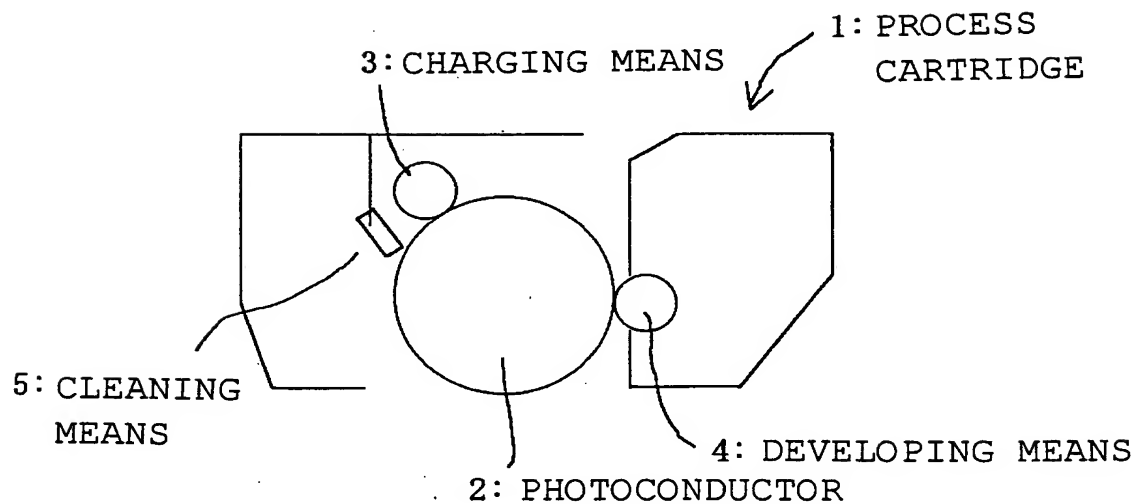 1: PROCESS
CARTRIDGE
3: CHARGING MEANS
5: CLEANING
MEANS
4: DEVELOPING MEANS
2: PHOTOCONDUCTOR